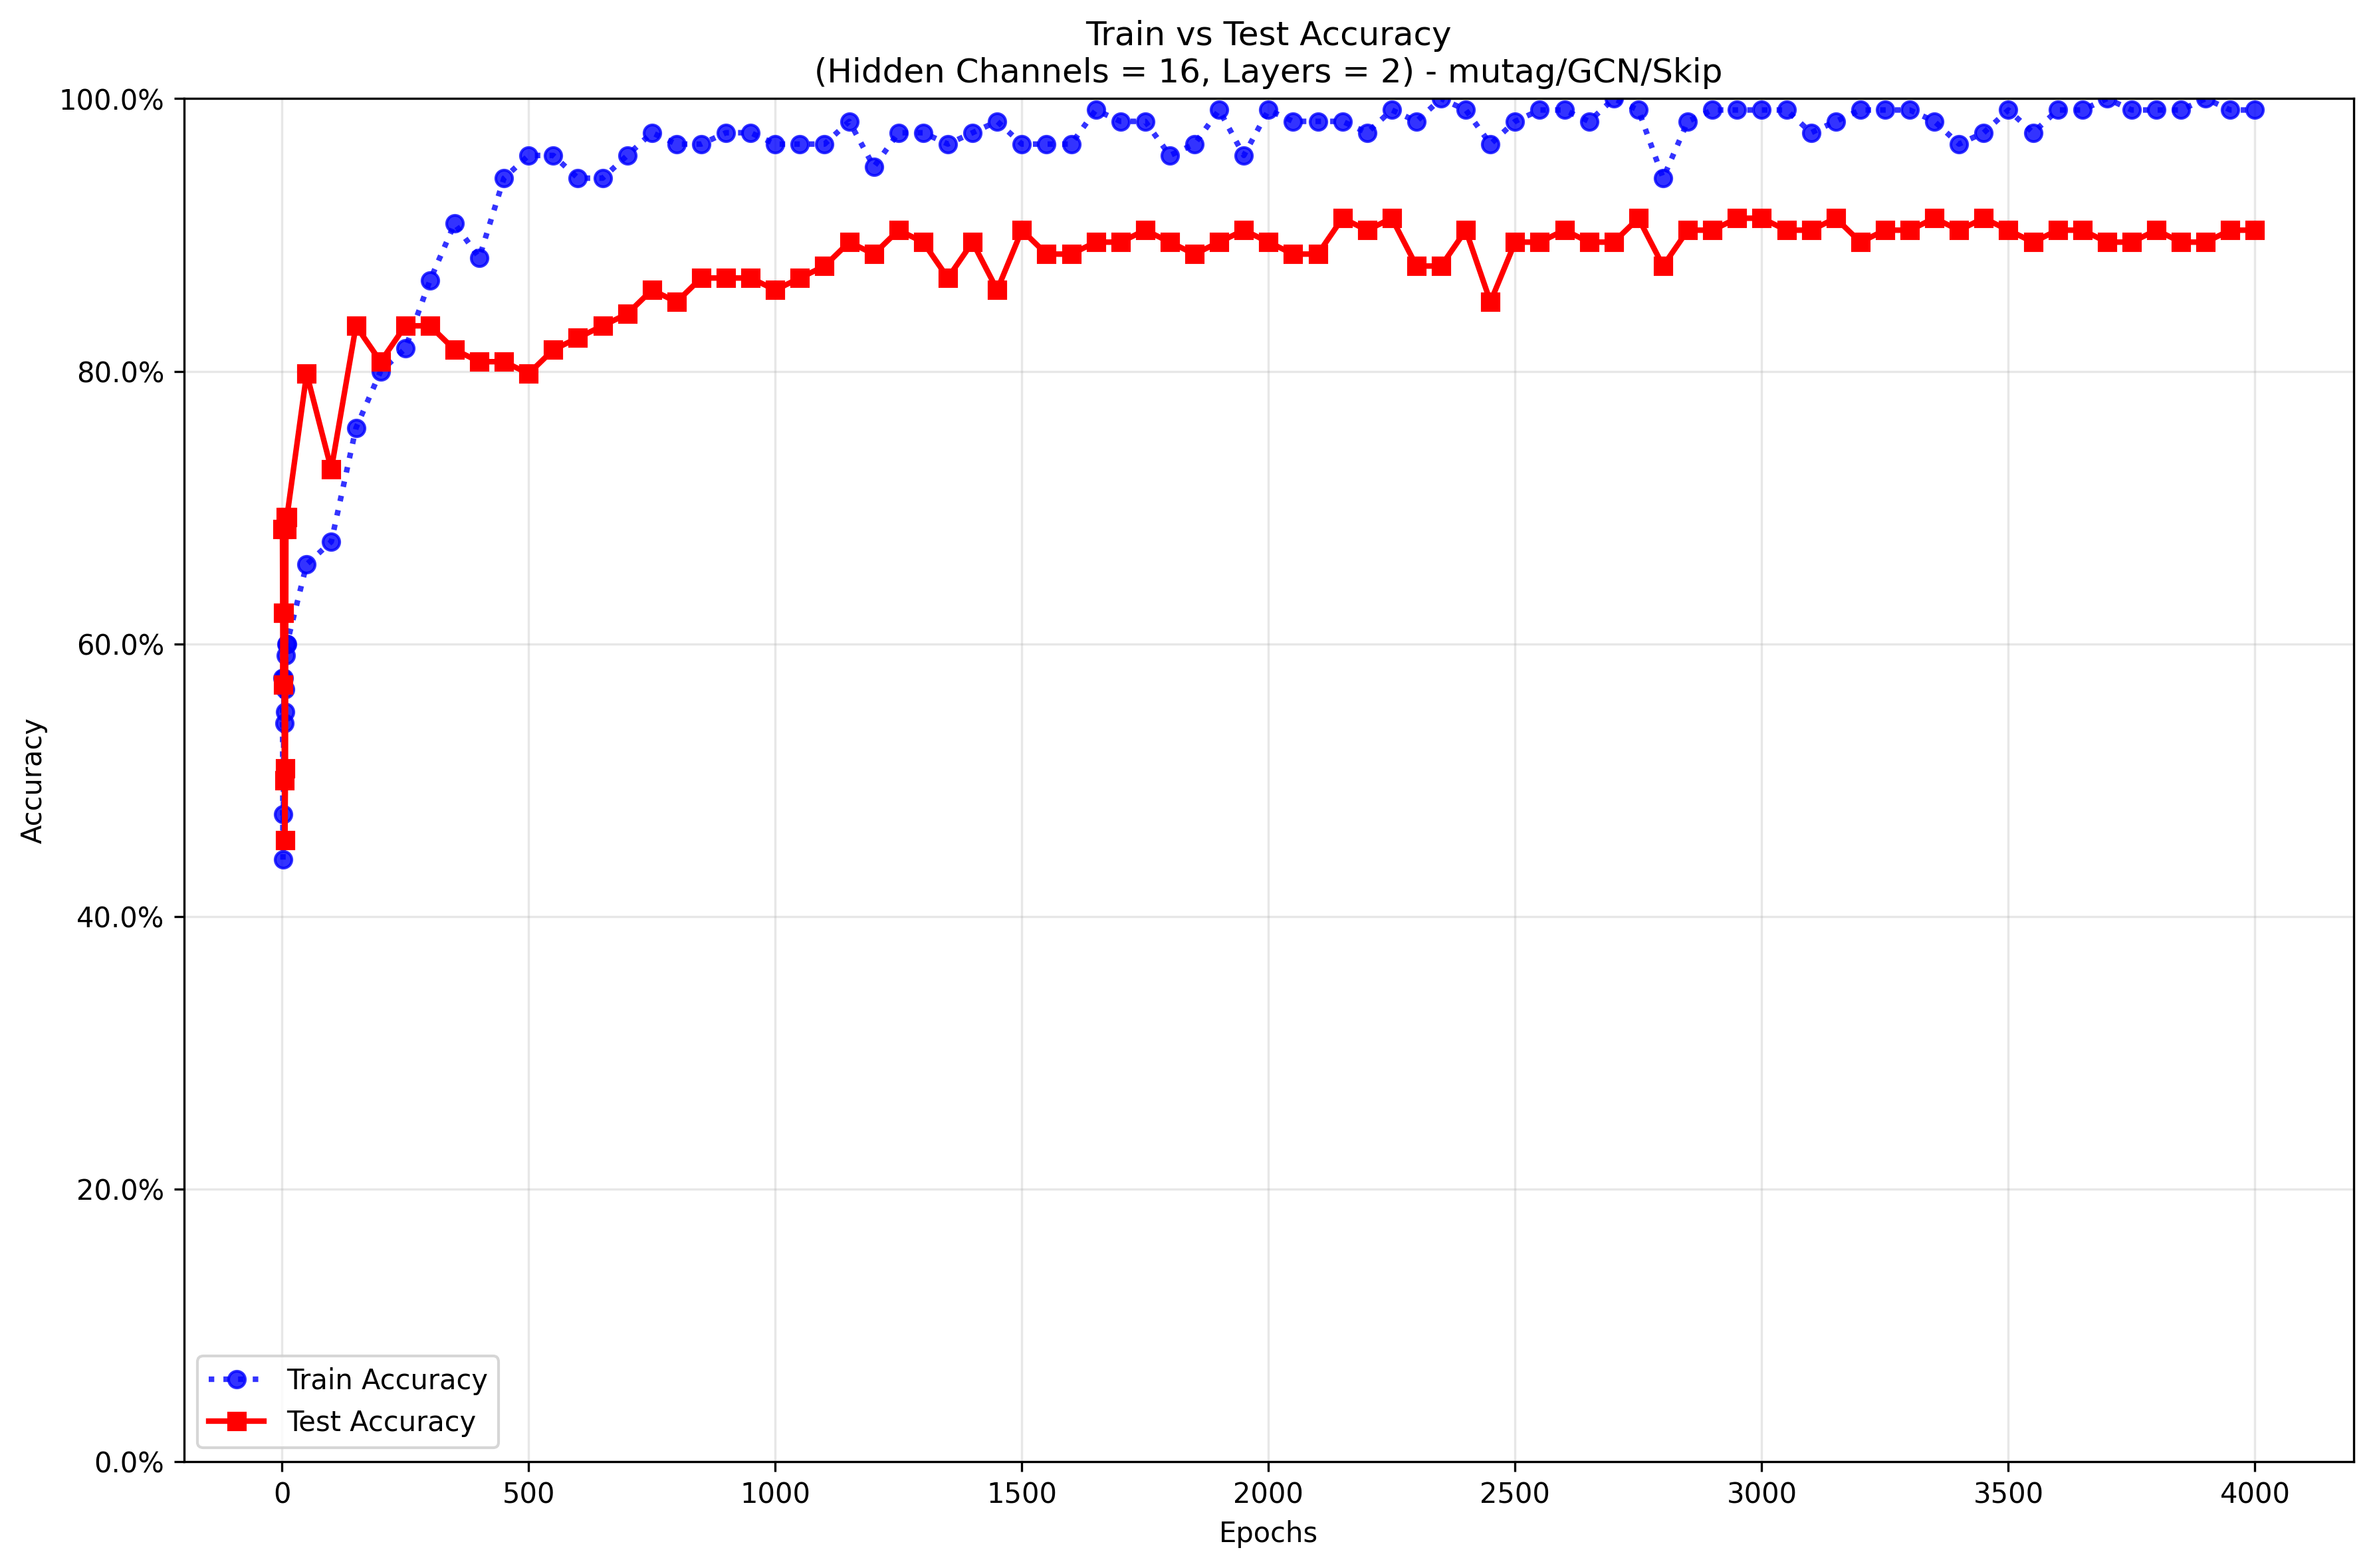 Train vs Test Accuracy
(Hidden Channels = 16, Layers = 2) - mutag/GCN/Skip
100.0%
80.0%
60.0%
40.0%
20.0%
0.0%
Accuracy
Train Accuracy
Test Accuracy
0 500 1000 1500 2000 2500 3000 3500 4000
Epochs